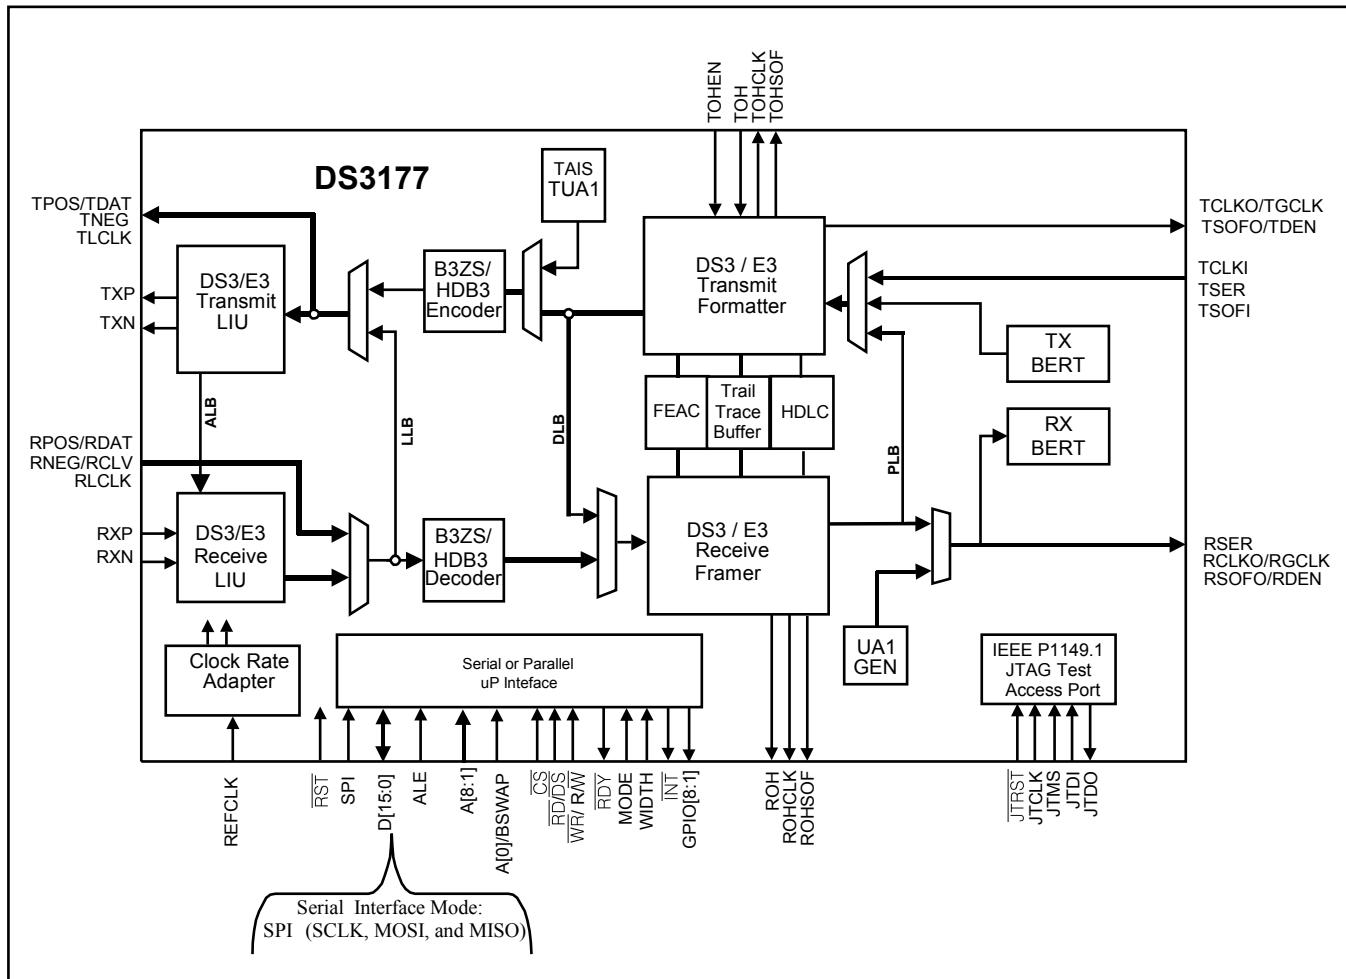 TOHEN
TOH
TOHCLK
TOHSOF
DS3177
TAIS
TUA1
TPOS/TDAT
TNEG
TLCLK
TXP
TXN
DS3/E3
Transmit
LIU
B3ZS/
HDB3
Encoder
DS3 / E3
Transmit
Formatter
TCLKO/TGCLK
TSOFO/TDEN
TCLKI
TSER
TSOFI
TX
BERT
ALB
LLB
DLB
FEAC
Trail
Trace
Buffer
HDLC
PLB
RX
BERT
RPOS/RDAT
RNEG/RCLV
RLCLK
RXP
RXN
DS3/E3
Receive
LIU
B3ZS/
HDB3
Decoder
DS3 / E3
Receive
Framer
RSER
RCLKO/RGCLK
RSOFO/RDEN
Clock Rate
Adapter
Serial or Parallel
uP Inteface
UA1
GEN
IEEE P1149.1
JTAG Test
Access Port
REFCLK
RST
SPI
D[15:0]
ALE
A[8:1]
A[0]/BSWAP
CS
RD/DS
WR/ R/W
RDY
MODE
WIDTH
INT
GPIO[8:1]
ROH
ROHCLK
ROHSOF
JTRST
JTCLK
JTMS
JTDI
JTDO
Serial Interface Mode:
SPI (SCLK, MOSI, and MISO)